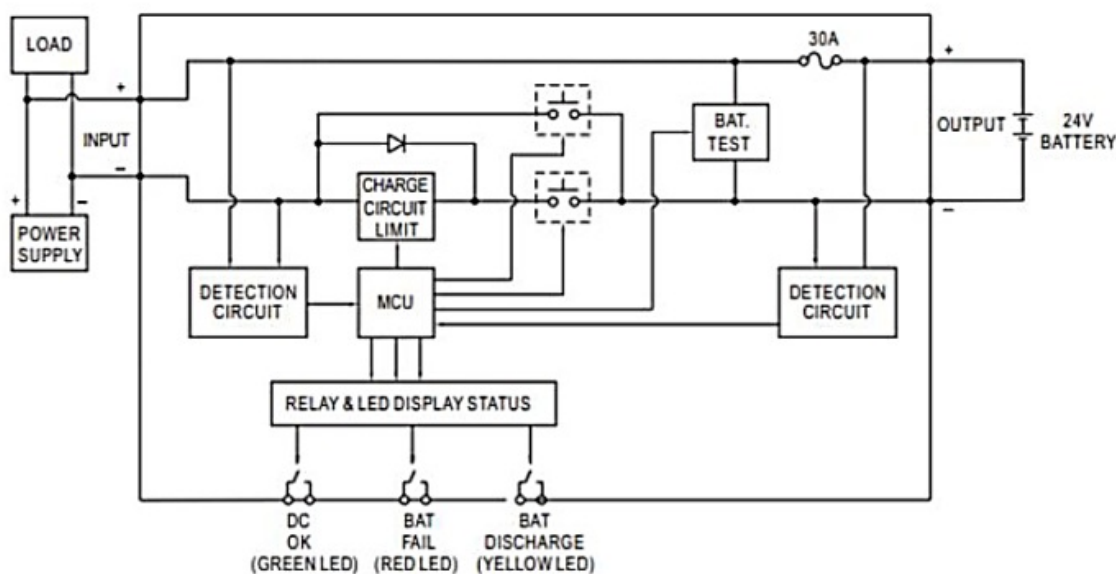 LOAD
30A
+
+
+
INPUT
BAT.
TEST
OUTPUT
24V
BATTERY
−
CHARGE
CIRCUIT
LIMIT
+
−
−
POWER
SUPPLY
DETECTION
CIRCUIT
MCU
DETECTION
CIRCUIT
RELAY & LED DISPLAY STATUS
DC
OK
(GREEN LED)
BAT
FAIL
(RED LED)
BAT
DISCHARGE
(YELLOW LED)